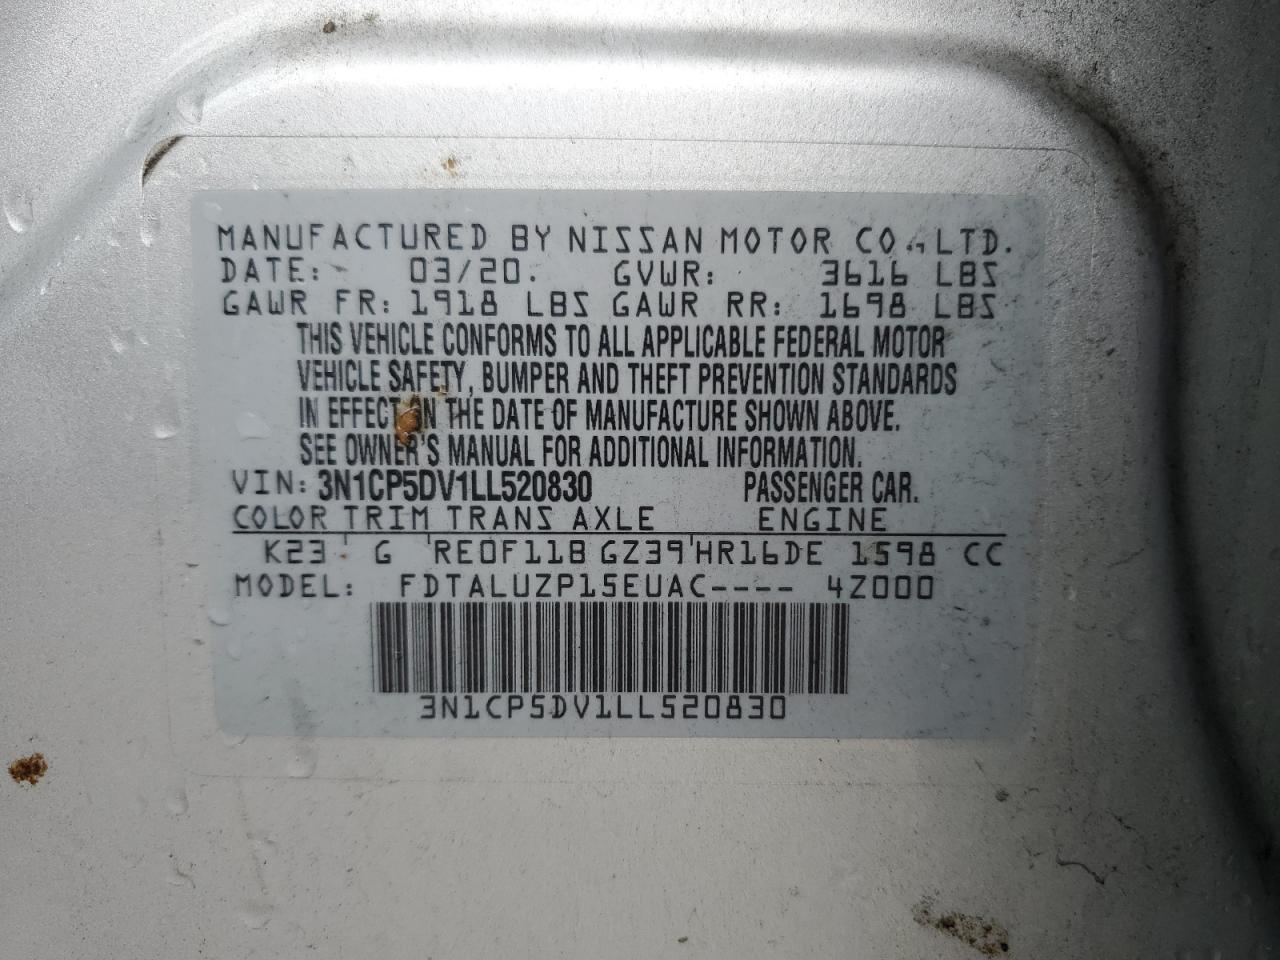 MANUFACTURED BY NISSAN MOTOR CO., LTD.
DATE: 03/20. GVWR: 3616 LBS
GAWR FR: 1918 LBS GAWR RR: 1698 LBS
THIS VEHICLE CONFORMS TO ALL APPLICABLE FEDERAL MOTOR
VEHICLE SAFETY, BUMPER AND THEFT PREVENTION STANDARDS
IN EFFECT ON THE DATE OF MANUFACTURE SHOWN ABOVE.
SEE OWNER'S MANUAL FOR ADDITIONAL INFORMATION.
VIN: 3N1CP5DV1LL520830 PASSENGER CAR.
COLOR TRIM TRANS AXLE ENGINE
K23 G RE0F11B GZ39 HR16DE 1598 CC
MODEL: FDTALUZP15EUAC---- 4Z000
3N1CP5DV1LL520830